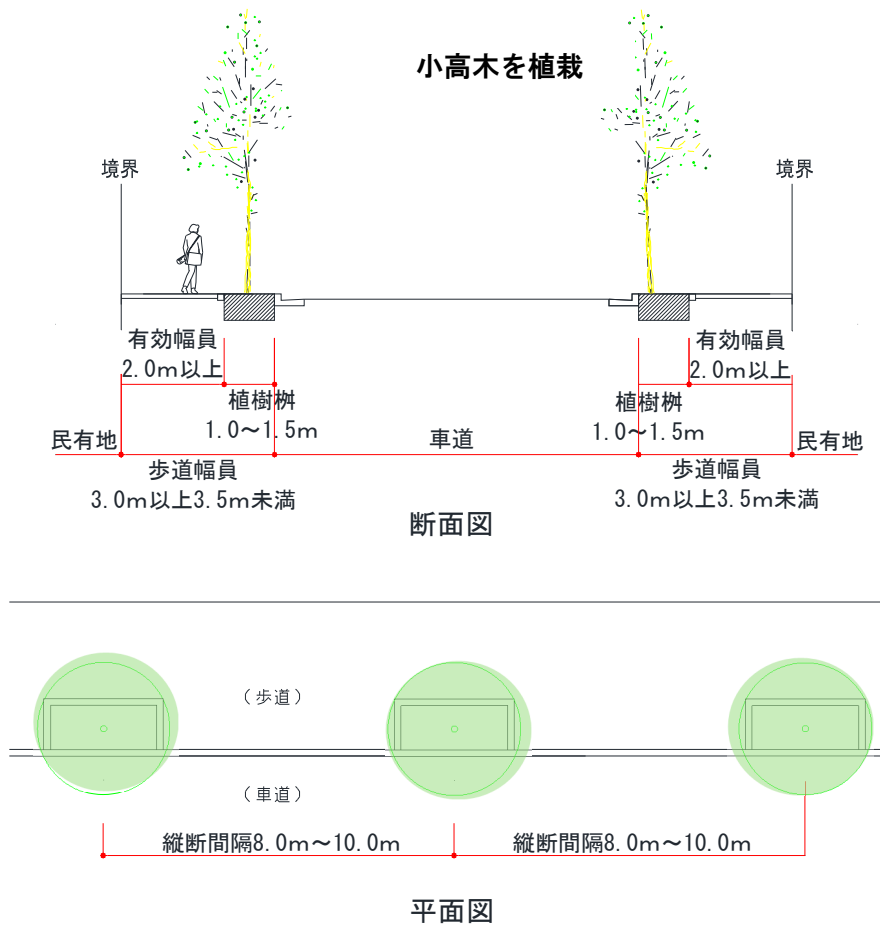 小高木を植栽
境界
境界
有効幅員
2.0m以上
有効幅員
2.0m以上
植樹桝
1.0～1.5m
植樹桝
1.0～1.5m
民有地
車道
民有地
歩道幅員
3.0m以上3.5m未満
歩道幅員
3.0m以上3.5m未満
断面図
（歩道）
（車道）
縦断間隔8.0m～10.0m
縦断間隔8.0m～10.0m
平面図